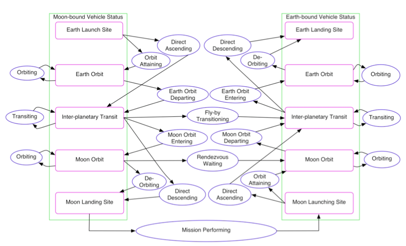 Moon-bound Vehicle Status
Earth-bound Vehicle Status
Earth Launch Site
Direct
Ascending
Direct
Descending
Earth Landing Site
Orbit
Attaining
De-
Orbiting
Orbiting
Earth Orbit
Earth Orbit
Orbiting
Earth Orbit
Departing
Earth Orbit
Entering
Transiting
Inter-planetary Transit
Fly-by
Transitioning
Inter-planetary Transit
Transiting
Moon Orbit
Entering
Moon Orbit
Departing
Orbiting
Moon Orbit
Rendezvous
Waiting
Moon Orbit
Orbiting
De-
Orbiting
Orbit
Attaining
Moon Landing Site
Direct
Descending
Direct
Ascending
Moon Launching Site
Mission Performing